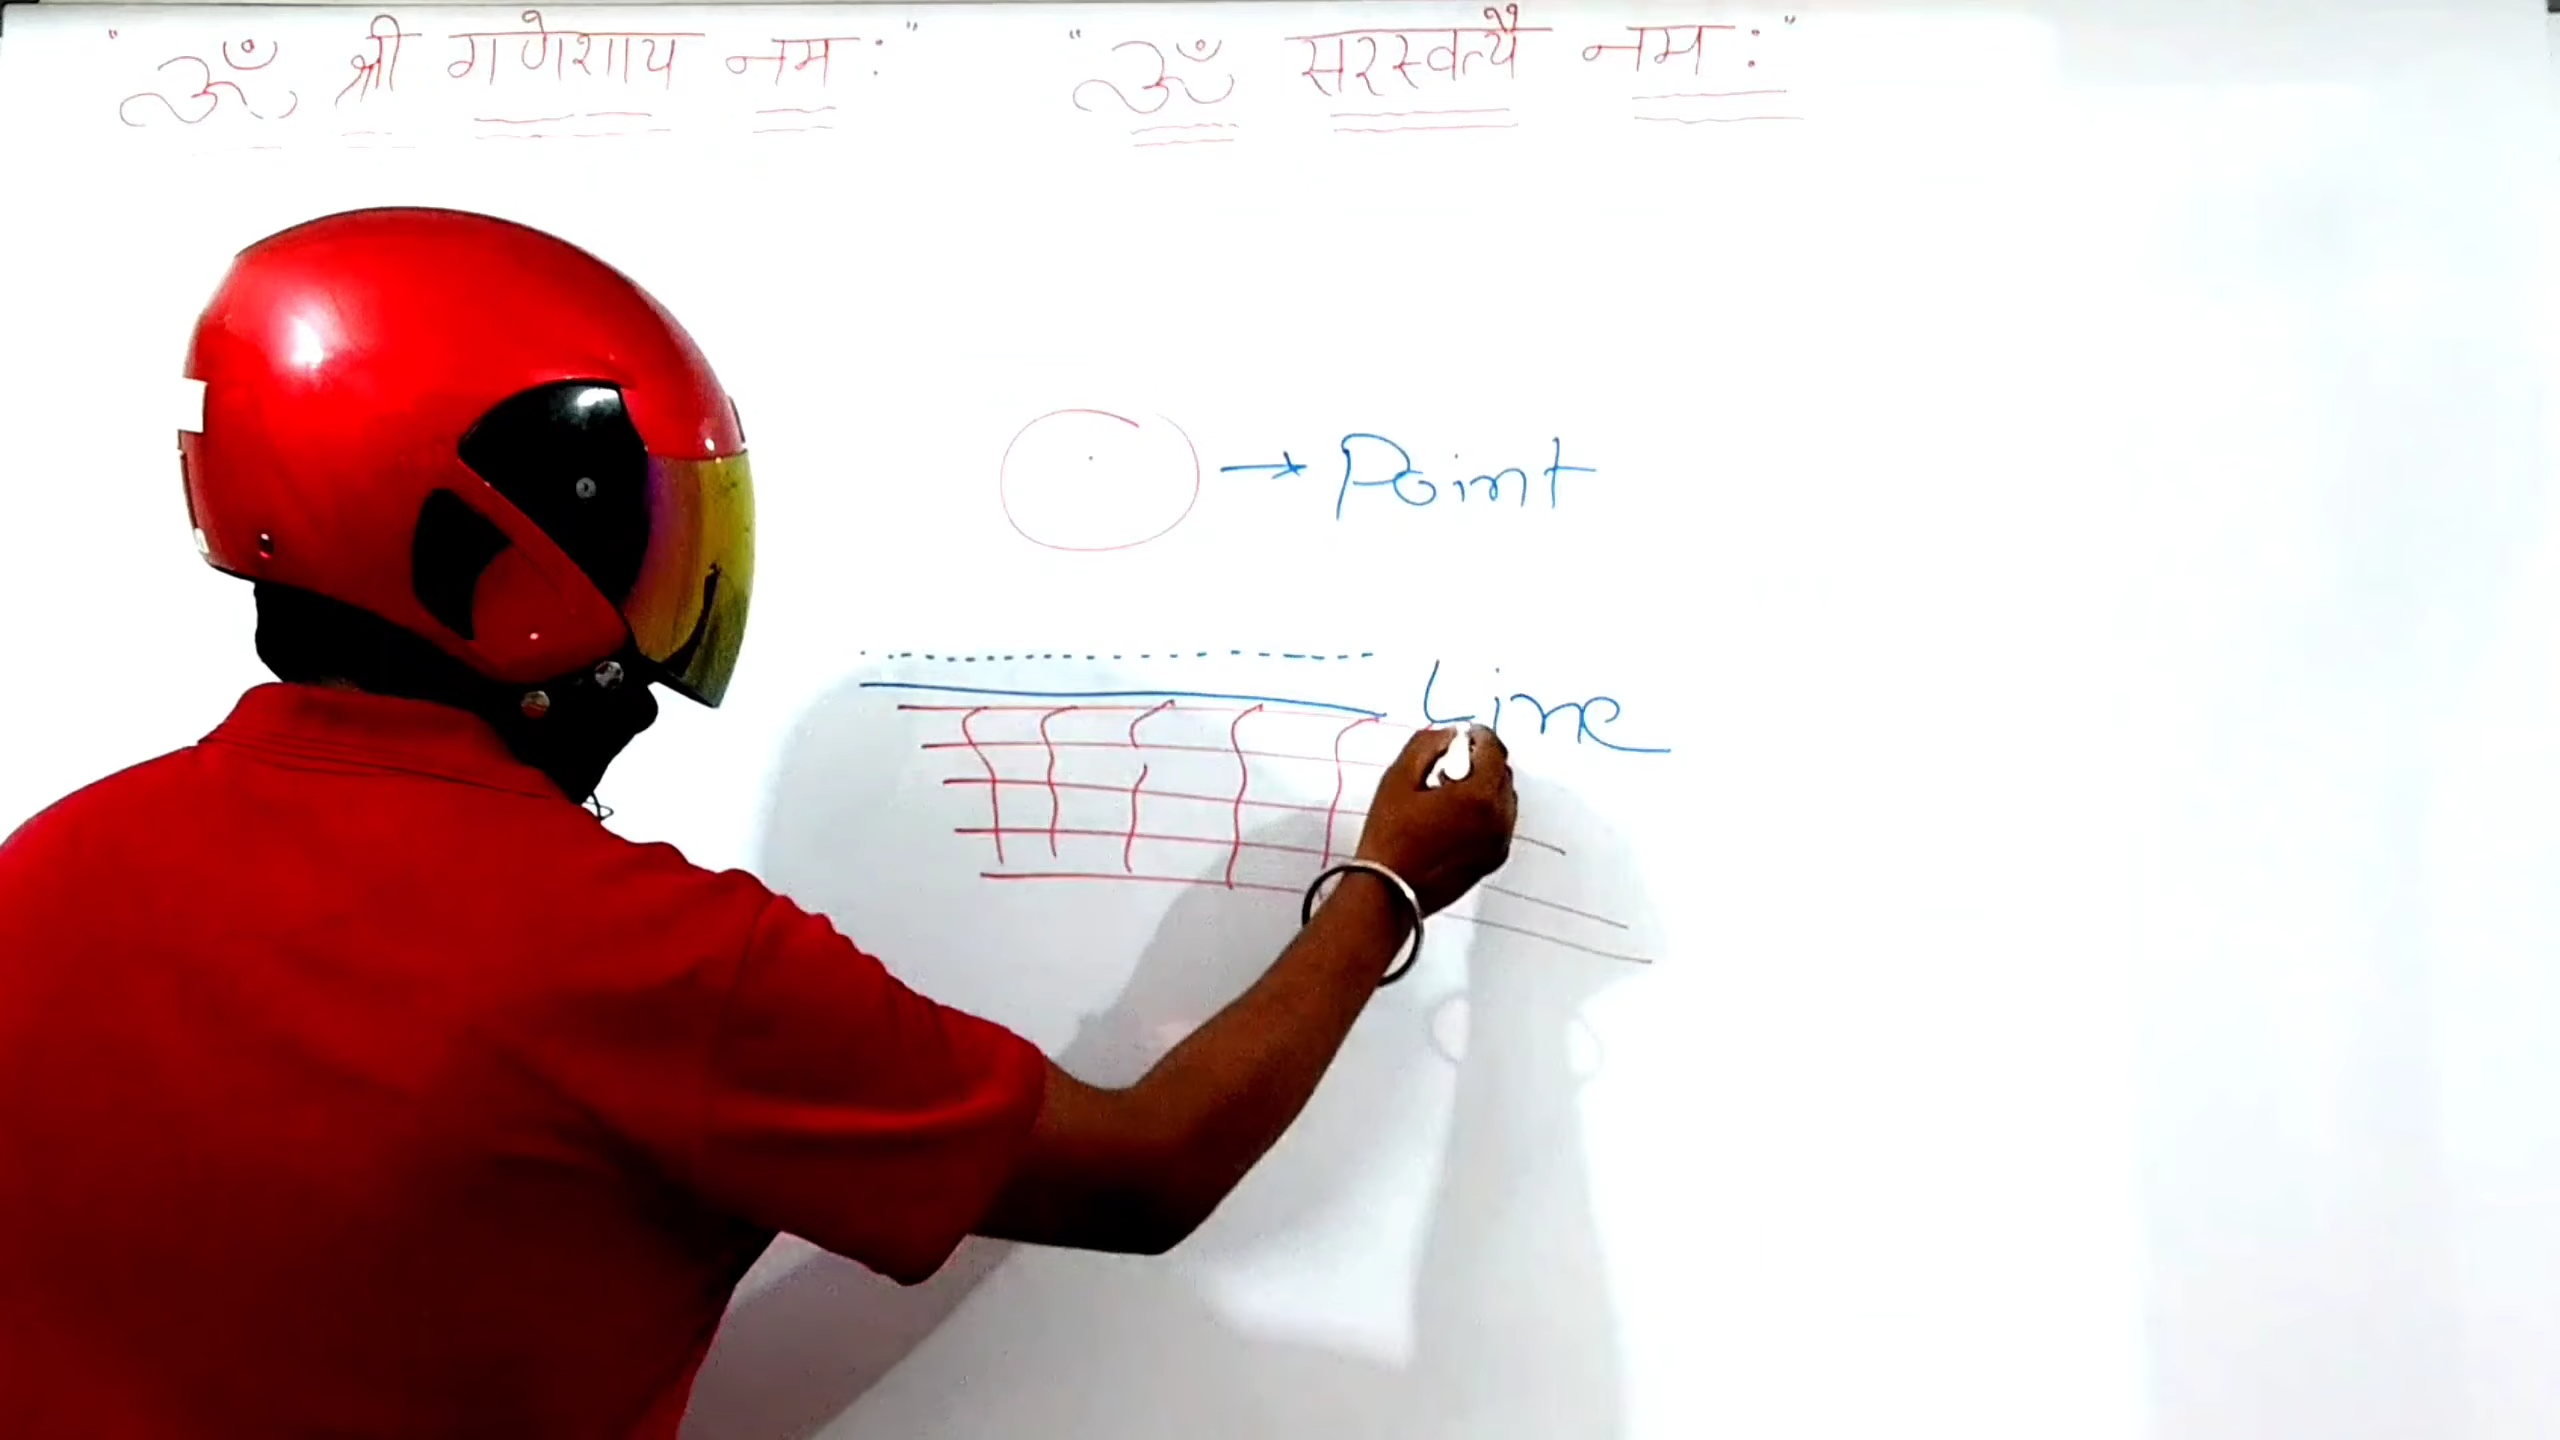 "ॐ श्री गणेशाय नमः" "ॐ सरस्वत्यै नमः"
→ Point
Line